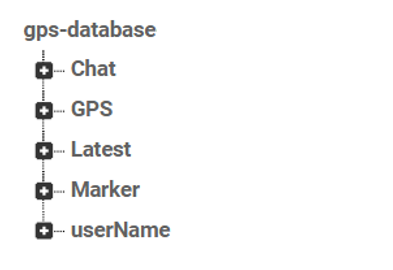 gps-database
Chat
GPS
Latest
Marker
userName